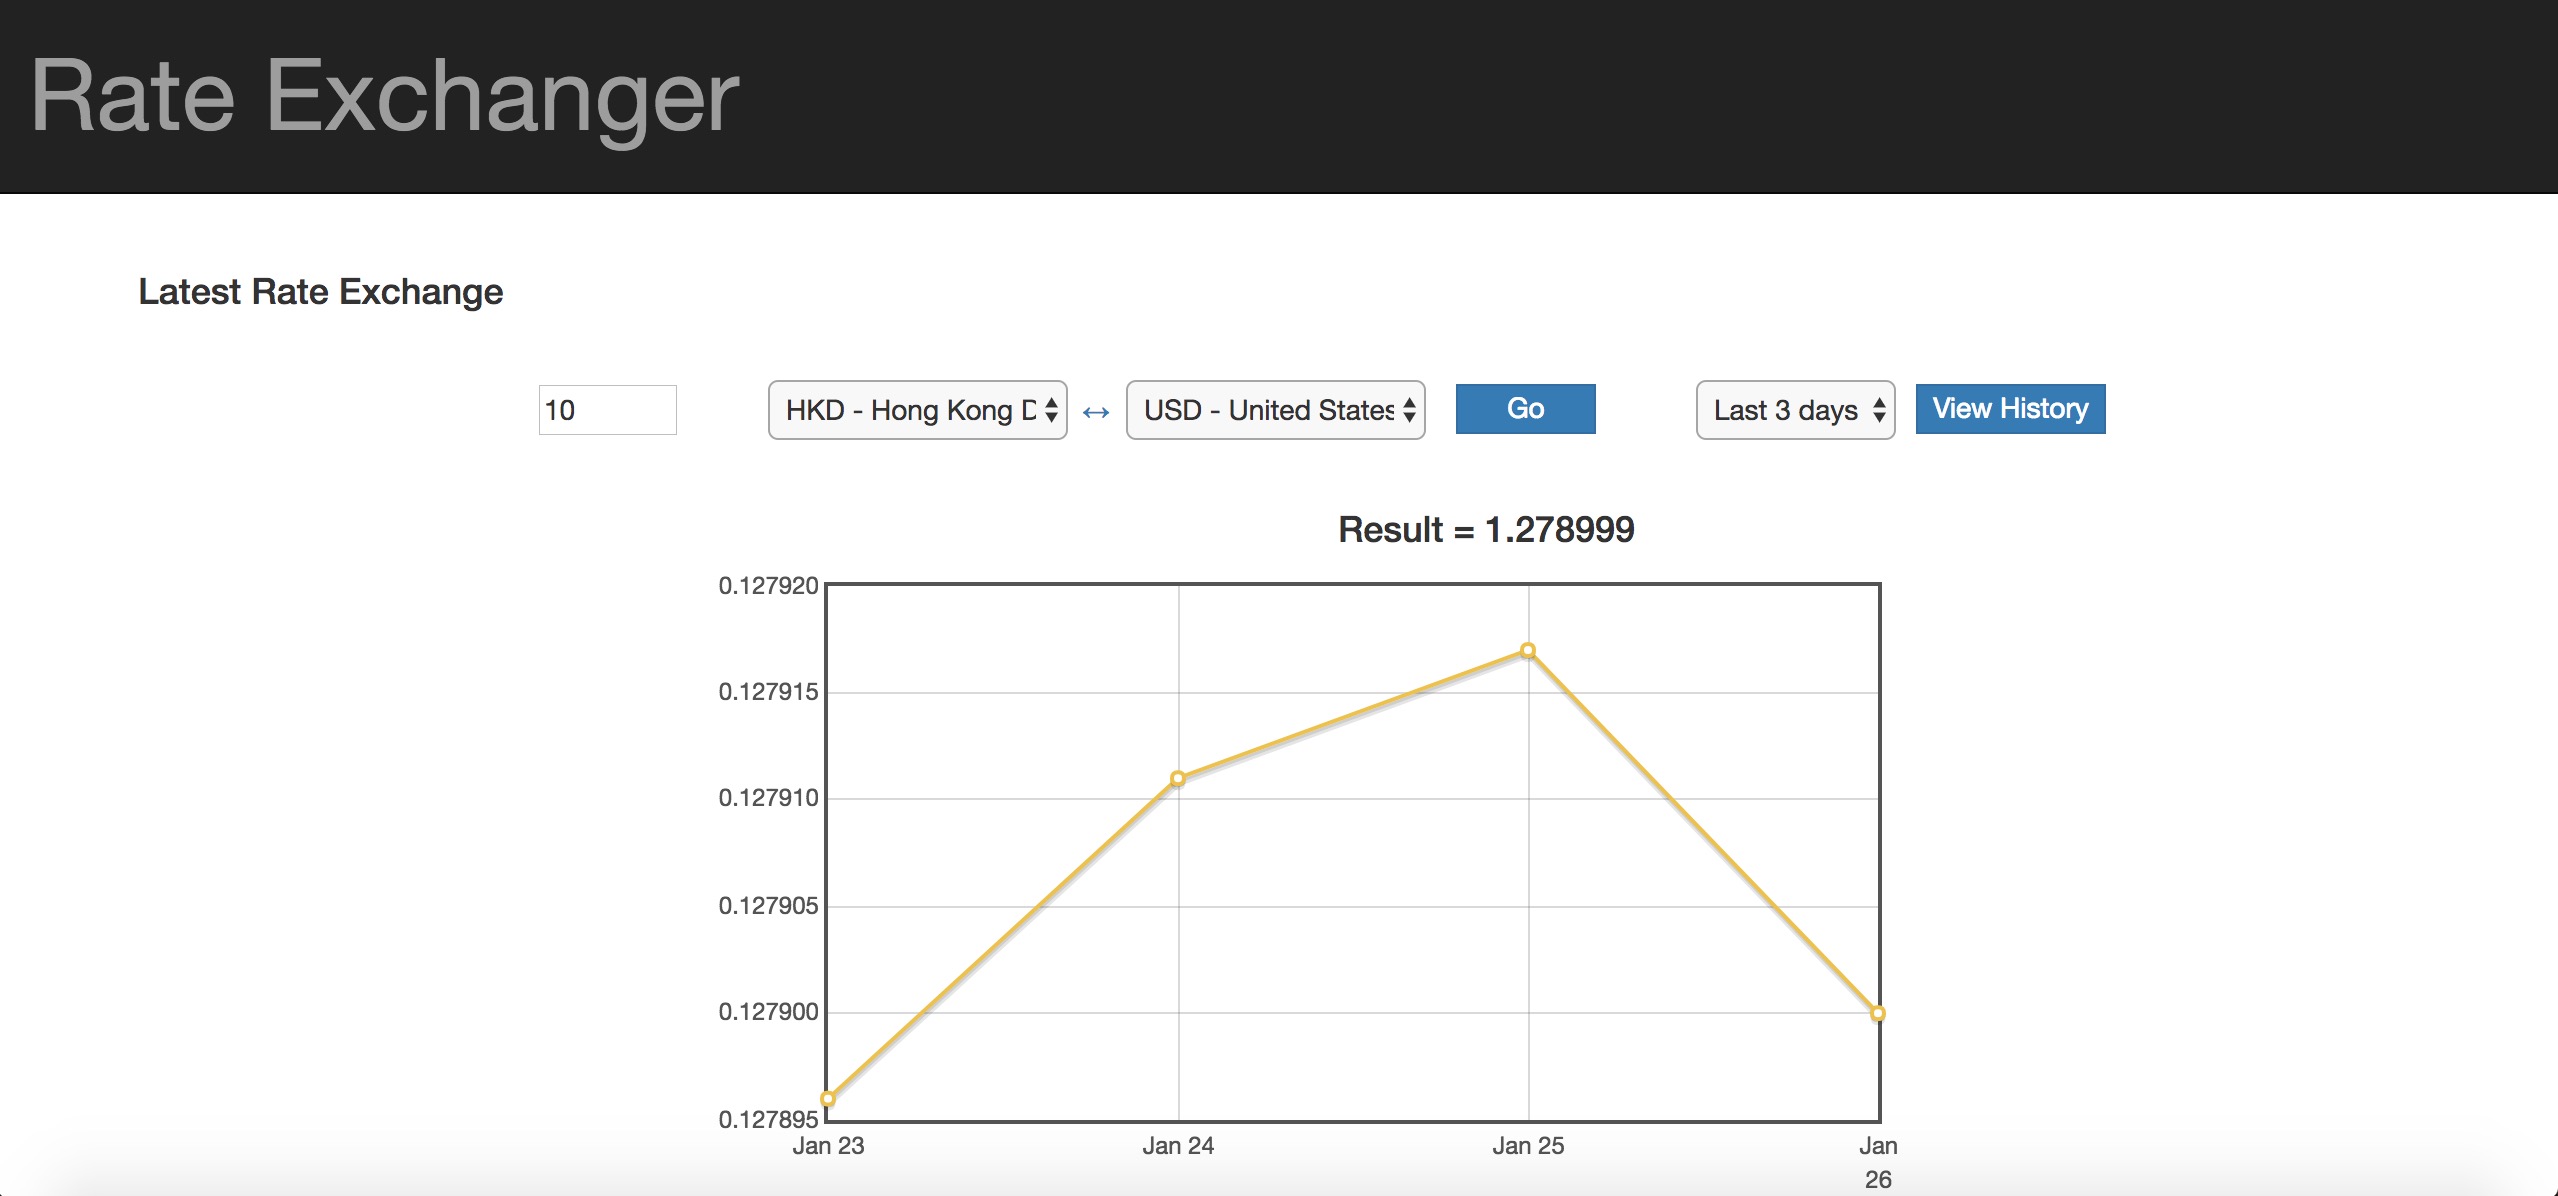 Rate Exchanger
Latest Rate Exchange
10 HKD - Hong Kong D USD - United States Go Last 3 days View History
Result = 1.278999
0.127920
0.127915
0.127910
0.127905
0.127900
0.127895
Jan 23 Jan 24 Jan 25 Jan
26